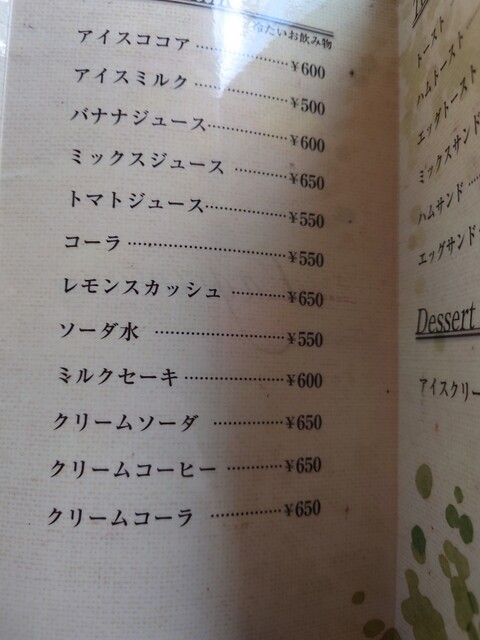 冷たいお飲み物
アイスココア ‥‥‥‥‥‥ ¥600
アイスミルク ‥‥‥‥‥‥ ¥500
バナナジュース‥‥‥‥‥ ¥600
ミックスジュース ‥‥‥‥ ¥650
トマトジュース‥‥‥‥‥ ¥550
コーラ ‥‥‥‥‥‥‥‥‥ ¥550
レモンスカッシュ ‥‥‥‥ ¥650
ソーダ水 ‥‥‥‥‥‥‥‥ ¥550
ミルクセーキ ‥‥‥‥‥‥ ¥600
クリームソーダ ‥‥‥‥‥ ¥650
クリームコーヒー ‥‥‥‥ ¥650
クリームコーラ ‥‥‥‥‥ ¥650
トースト
ハムトースト
エッグトースト
ミックスサンド
ハムサンド ‥‥
エッグサンド‥
Dessert
アイスクリー